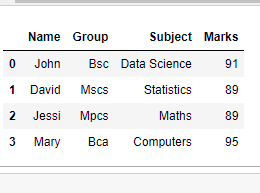 Name Group Subject Marks
0 John Bsc Data Science 91
1 David Mscs Statistics 89
2 Jessi Mpcs Maths 89
3 Mary Bca Computers 95